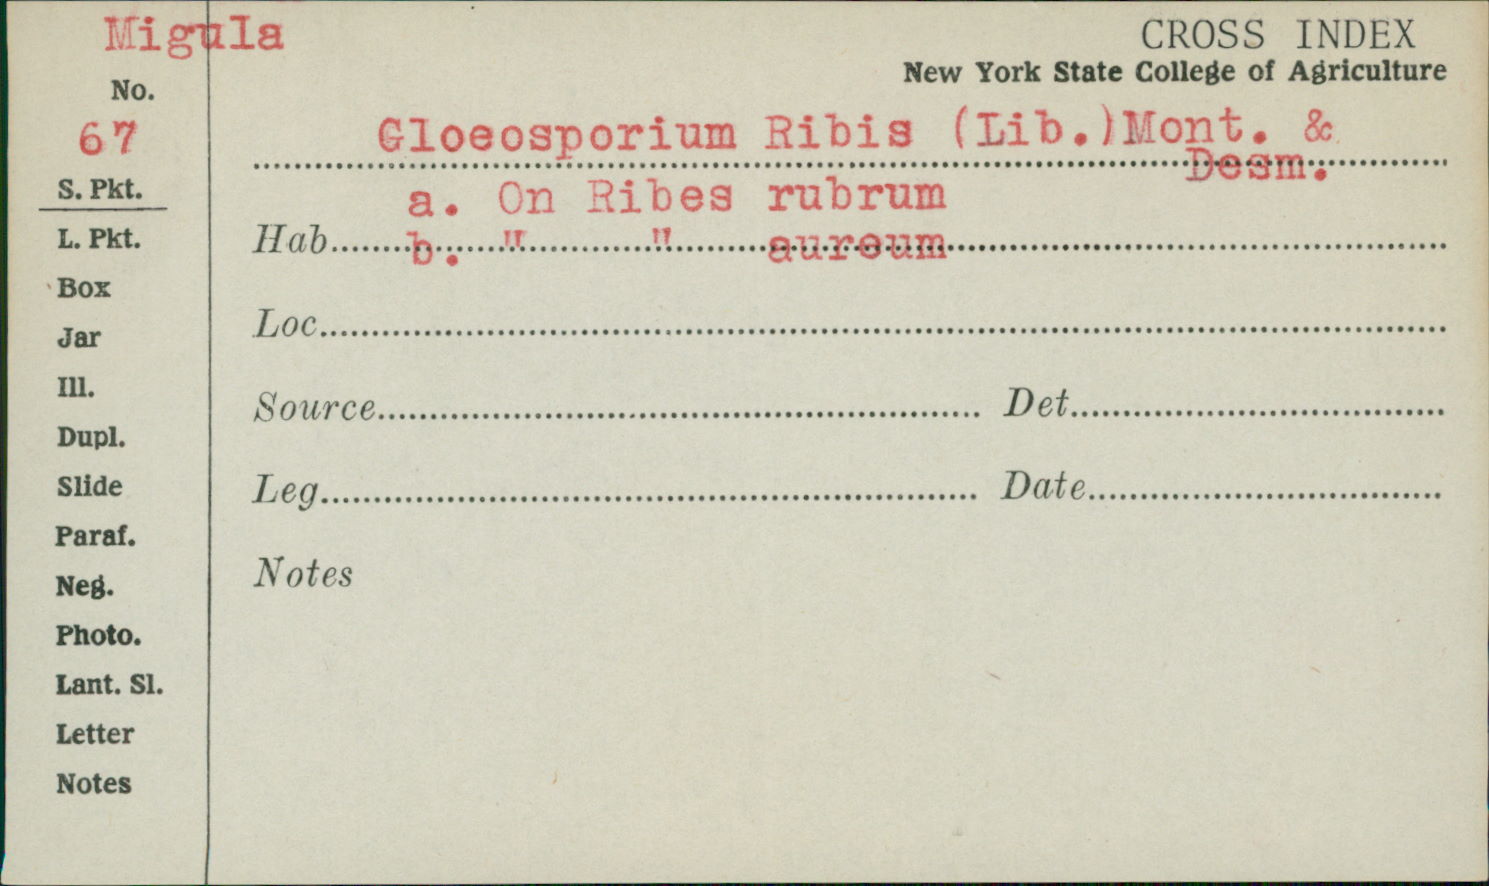 Migula
CROSS INDEX
New York State College of Agriculture
No.
67
Gloeosporium Ribis (Lib.)Mont. &
Desm.
S. Pkt.
a. On Ribes rubrum
L. Pkt.
Hab. b. " " aureum
Box
Loc.
Jar
Ill.
Source Det.
Dupl.
Slide
Leg. Date
Paraf.
Neg.
Notes
Photo.
Lant. Sl.
Letter
Notes